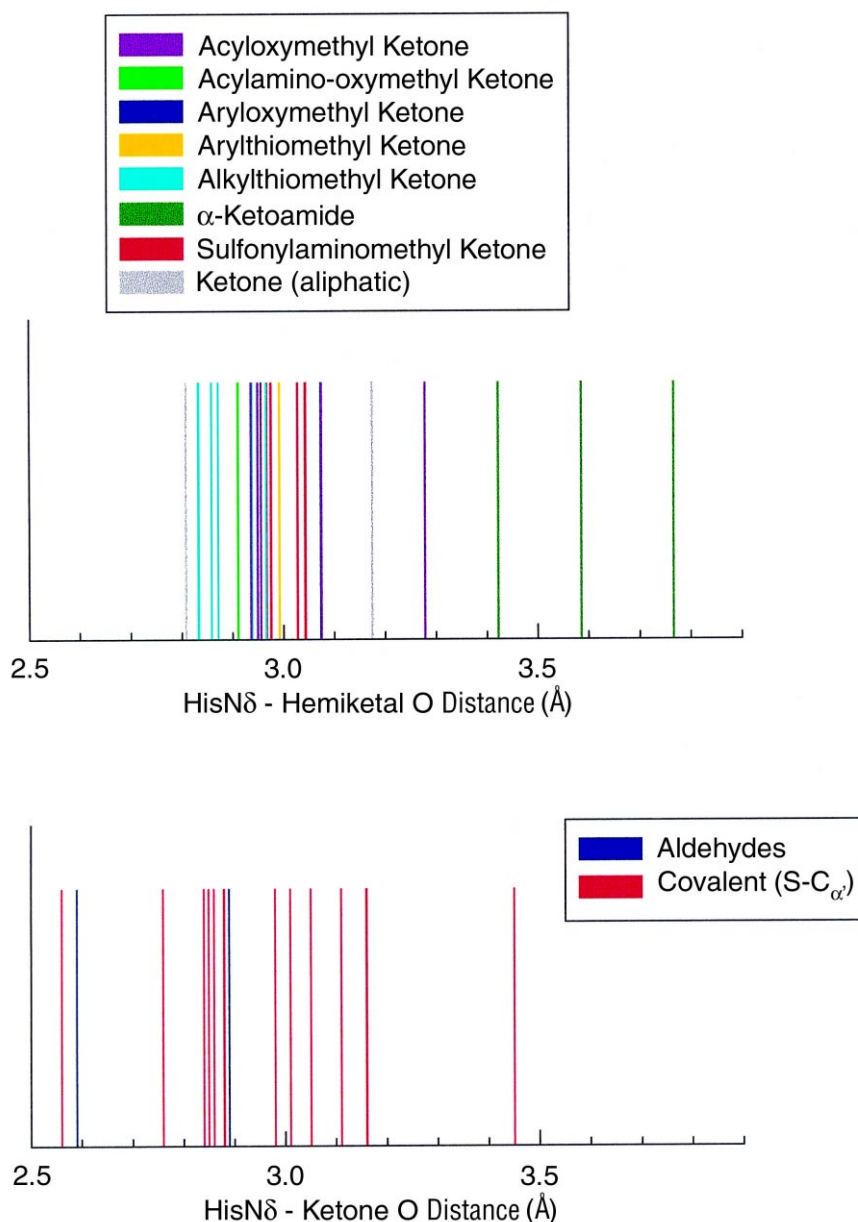 Acyloxymethyl Ketone
Acylamino-oxymethyl Ketone
Aryloxymethyl Ketone
Arylthiomethyl Ketone
Alkylthiomethyl Ketone
α-Ketoamide
Sulfonylaminomethyl Ketone
Ketone (aliphatic)
2.5 3.0 3.5
HisNδ - Hemiketal O Distance (Å)
Aldehydes
Covalent (S-Cα')
2.5 3.0 3.5
HisNδ - Ketone O Distance (Å)